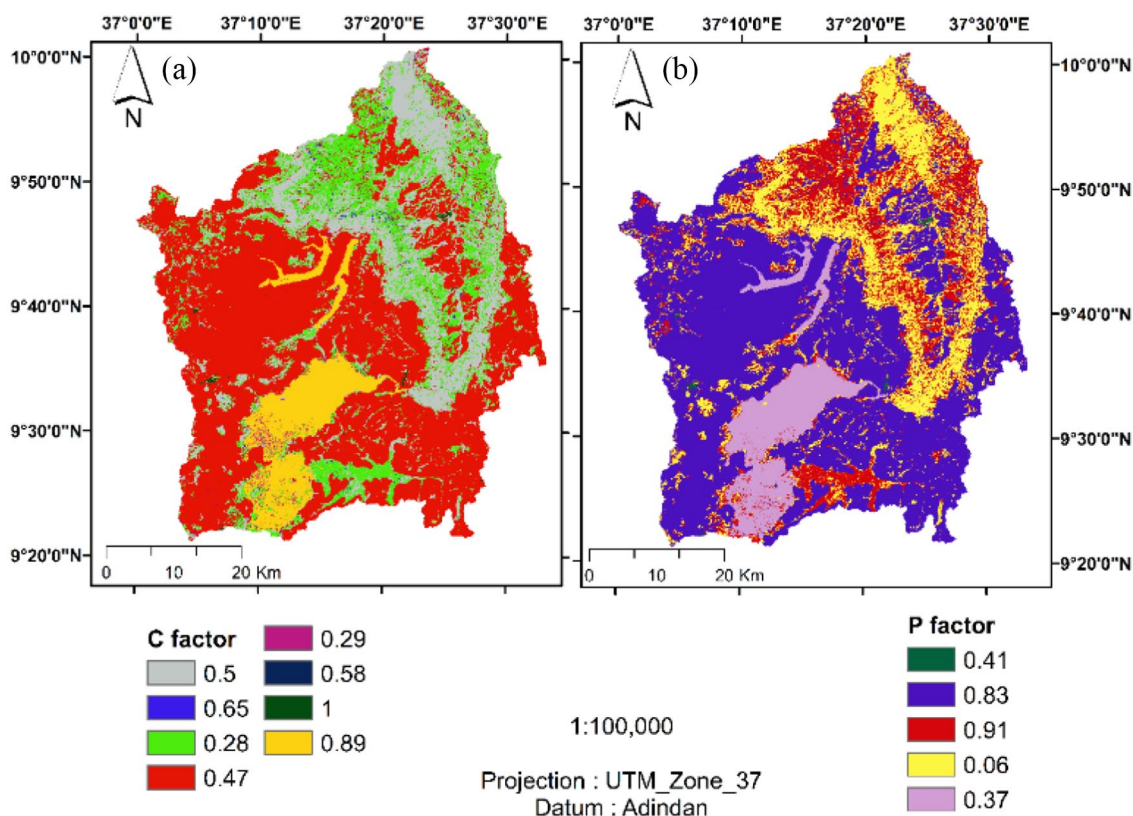 37°0'0"E 37°10'0"E 37°20'0"E 37°30'0"E 37°0'0"E 37°10'0"E 37°20'0"E 37°30'0"E
(a) (b)
N N
10°0'0"N 10°0'0"N
9°50'0"N 9°50'0"N
9°40'0"N 9°40'0"N
9°30'0"N 9°30'0"N
9°20'0"N 9°20'0"N
0 10 20 Km 0 10 20 Km
C factor
0.5
0.65
0.28
0.47
0.29
0.58
1
0.89
1:100,000
Projection : UTM_Zone_37
Datum : Adindan
P factor
0.41
0.83
0.91
0.06
0.37